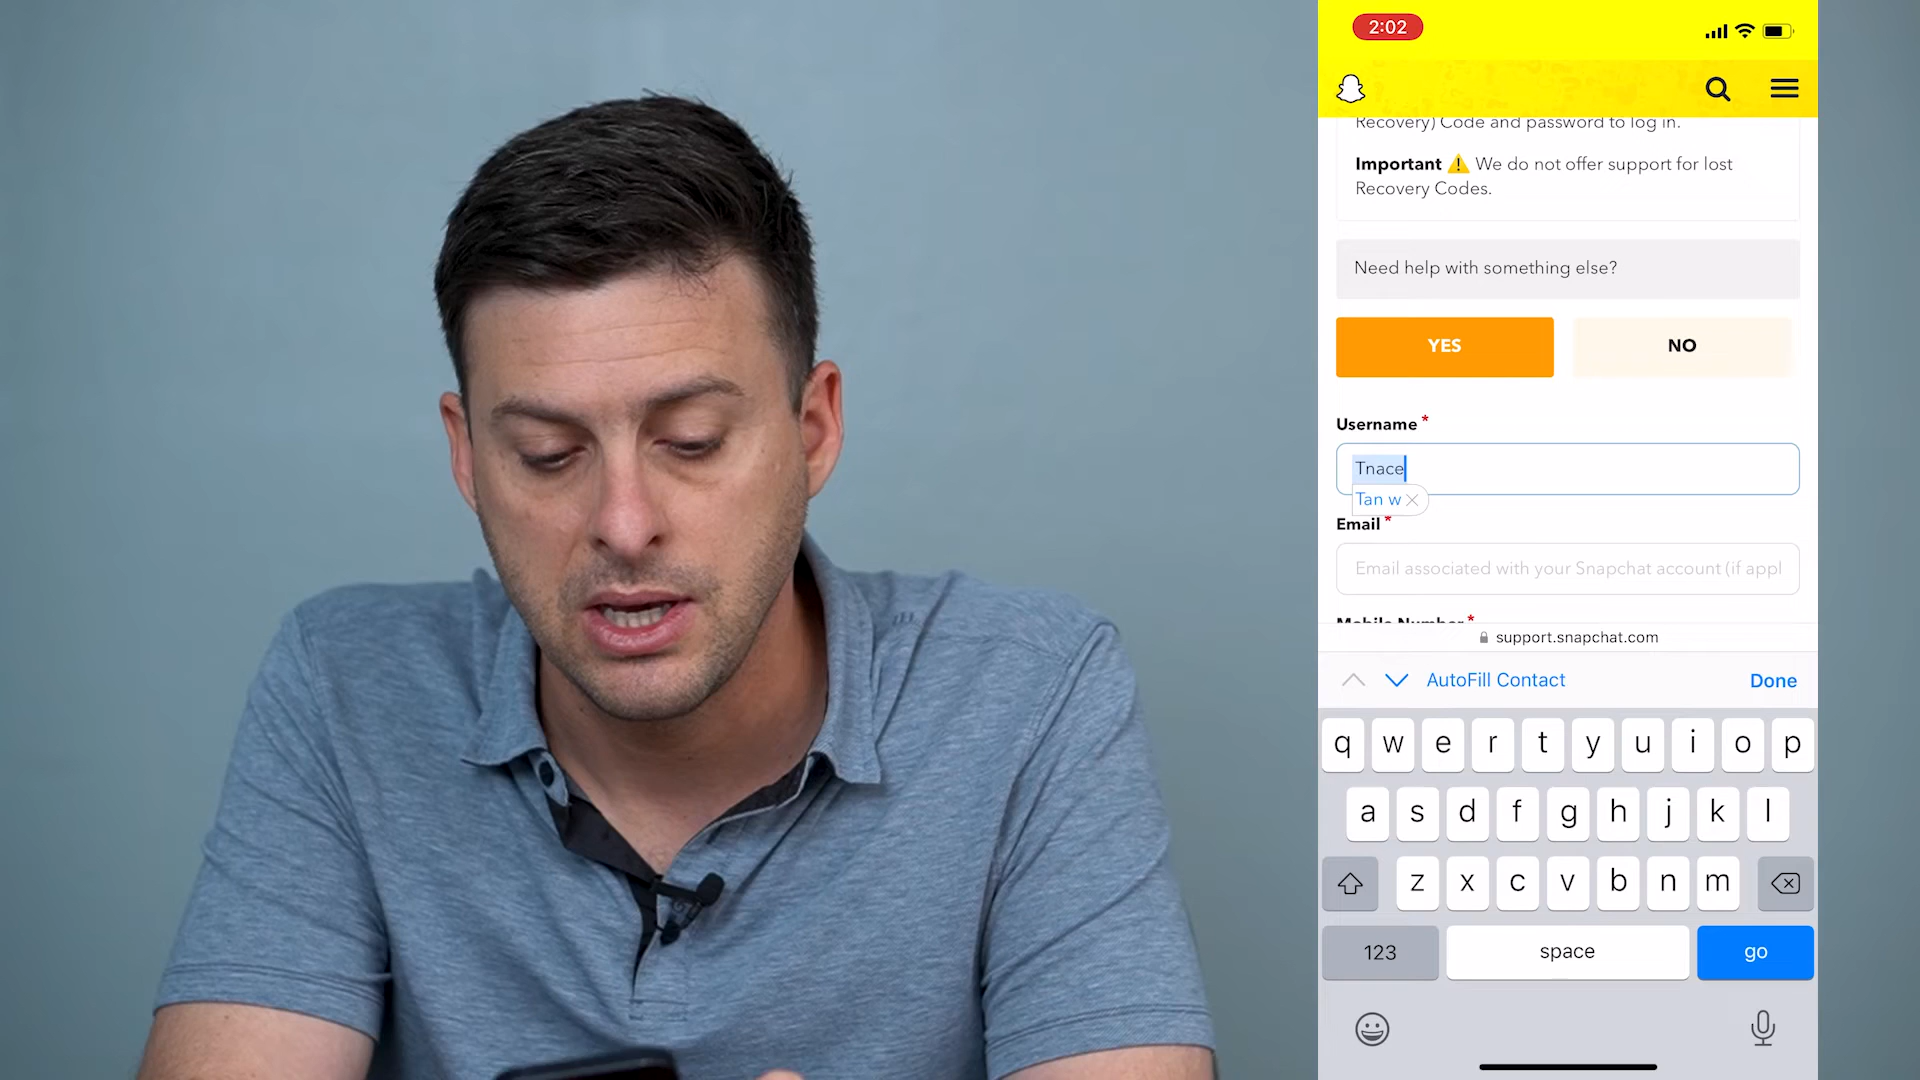 2:02
Recovery) Code and password to log in.
Important ⚠️ We do not offer support for lost
Recovery Codes.
Need help with something else?
YES
NO
Username *
Tnace
Tan w
Email *
Email associated with your Snapchat account (if appl
Mobile Number *
support.snapchat.com
AutoFill Contact
Done
q w e r t y u i o p
a s d f g h j k l
z x c v b n m
123
space
go